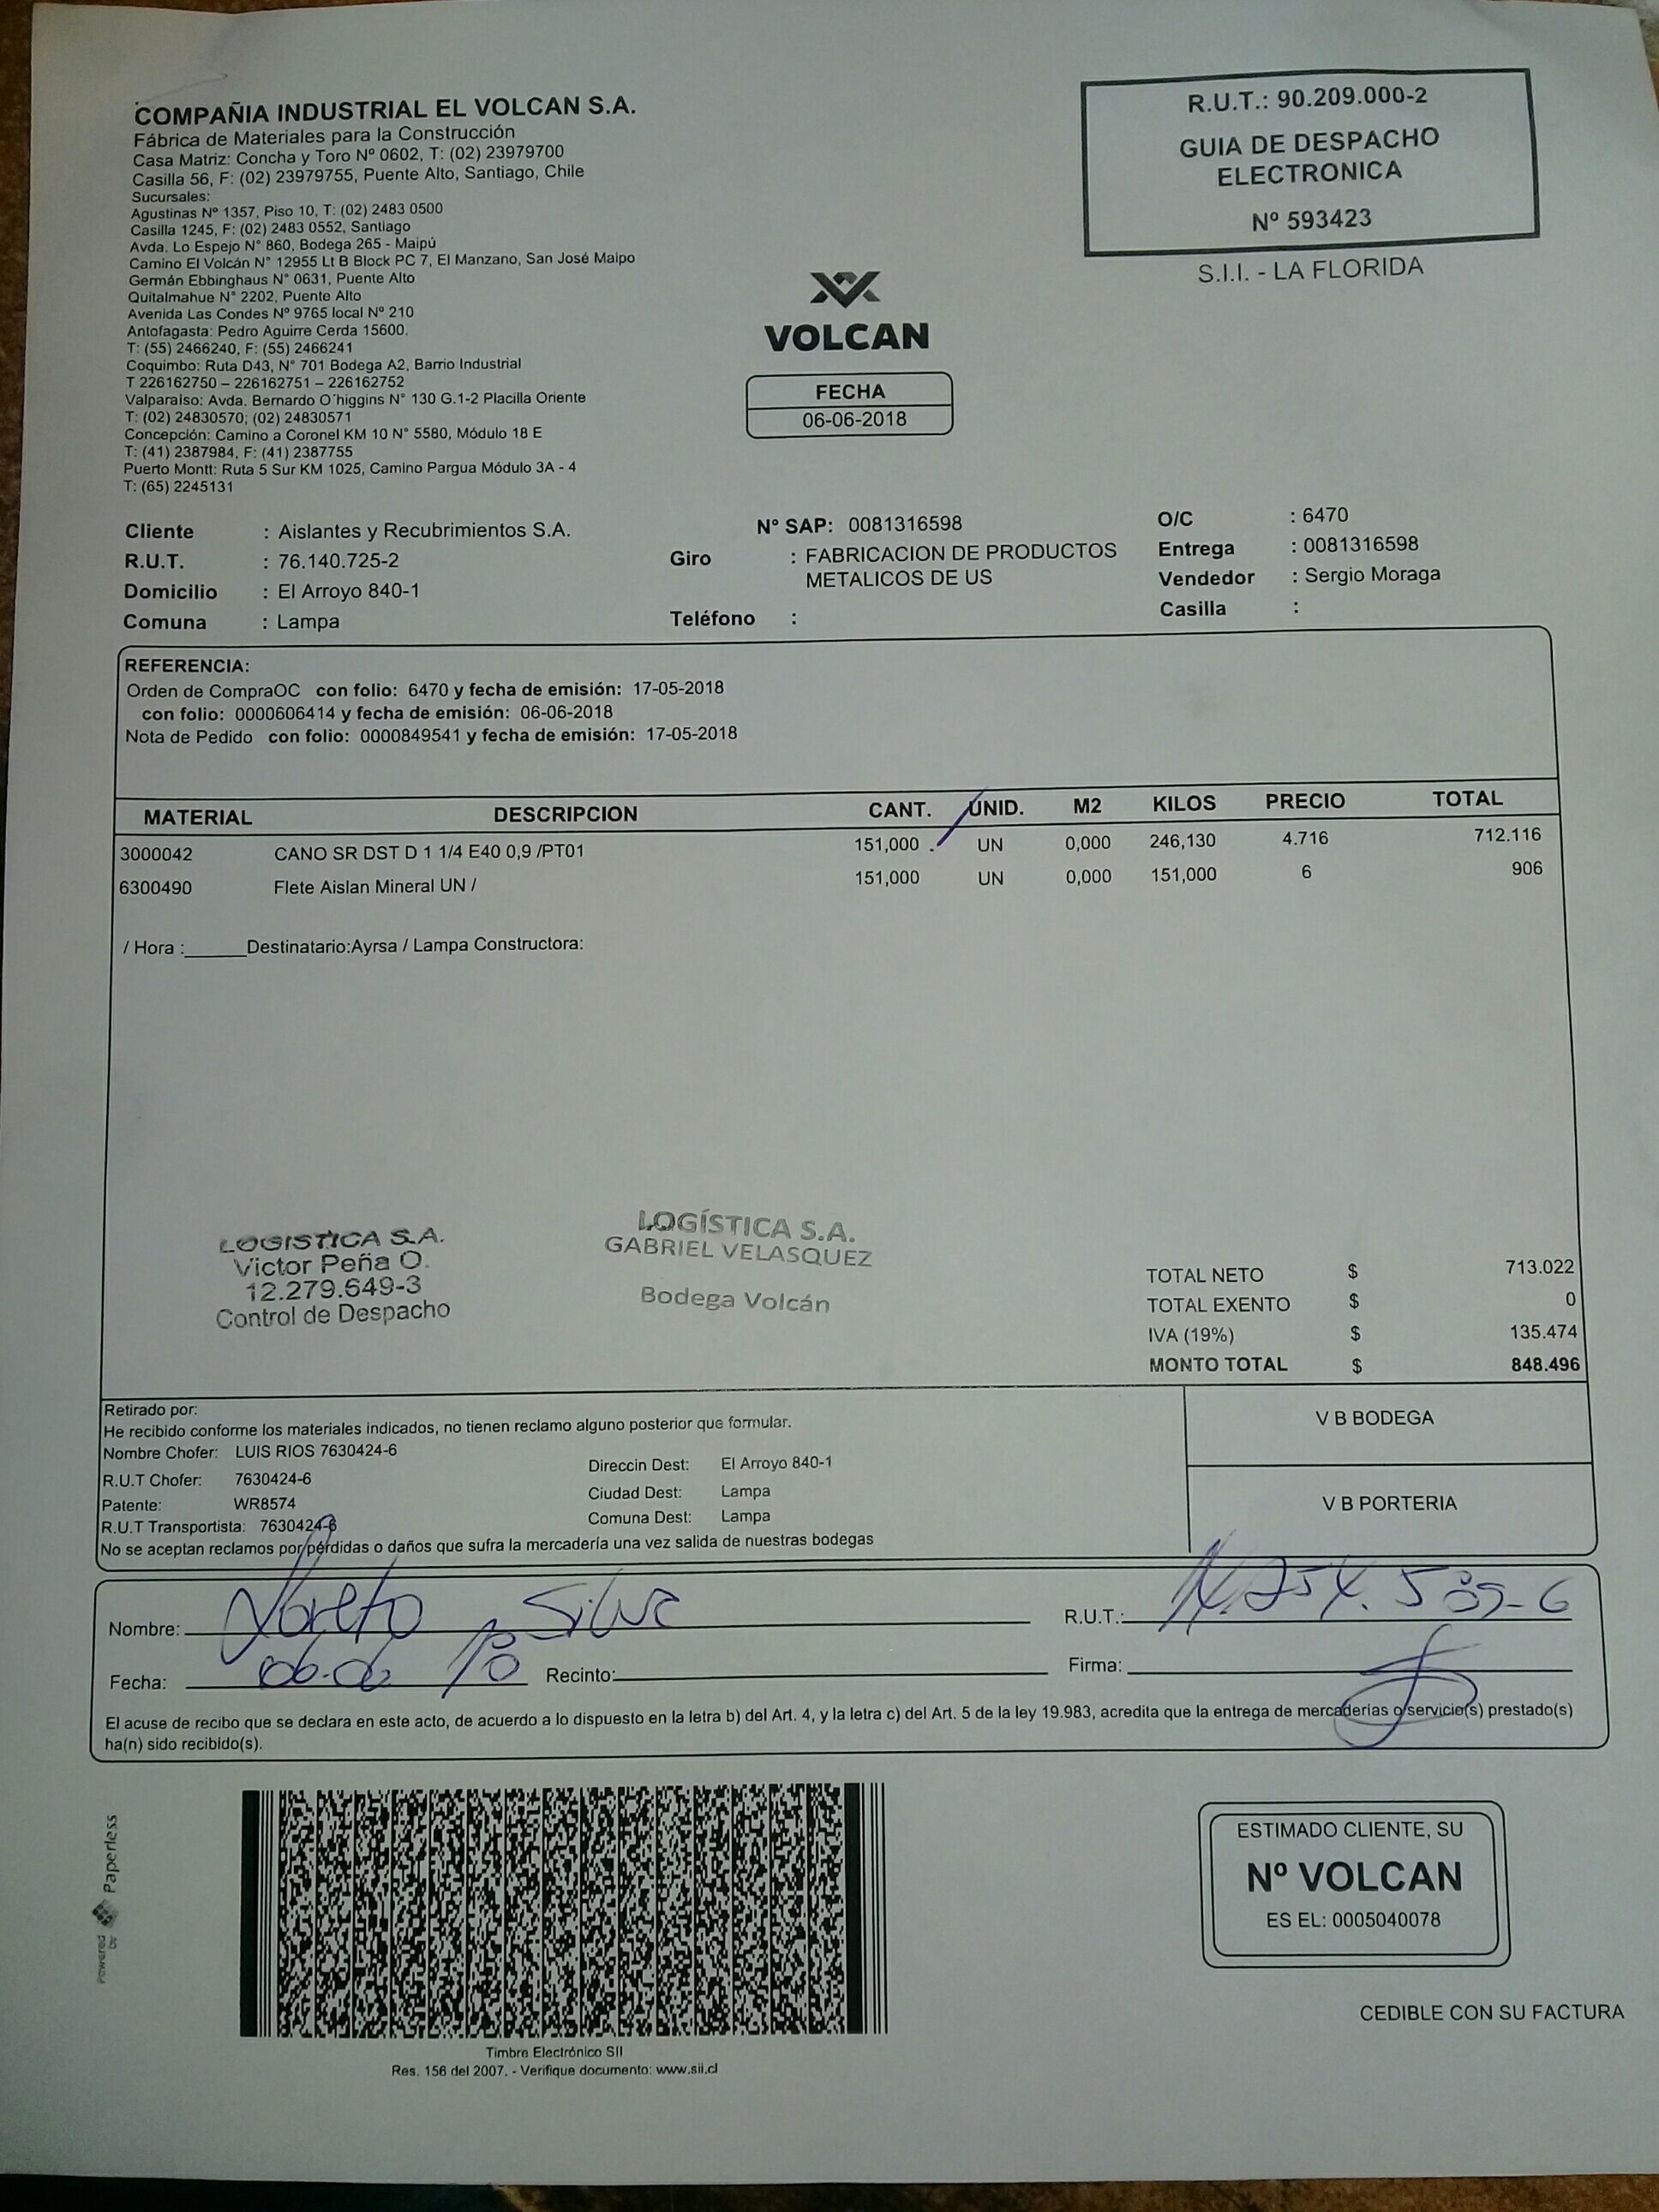 COMPAÑIA INDUSTRIAL EL VOLCAN S.A.
Fábrica de Materiales para la Construcción
Casa Matriz: Concha y Toro Nº 0602, T: (02) 23979700
Casilla 56, F: (02) 23979755, Puente Alto, Santiago, Chile
Sucursales:
Agustinas Nº 1357, Piso 10, T: (02) 2483 0500
Casilla 1245, F: (02) 2483 0552, Santiago
Avda. Lo Espejo N° 860, Bodega 265 - Maipú
Camino El Volcán N° 12955 Lt B Block PC 7, El Manzano, San José Maipo
Germán Ebbinghaus N° 0631, Puente Alto
Quitalmahue N° 2202, Puente Alto
Avenida Las Condes Nº 9765 local Nº 210
Antofagasta: Pedro Aguirre Cerda 15600.
T: (55) 2466240, F: (55) 2466241
Coquimbo: Ruta D43, N° 701 Bodega A2, Barrio Industrial
T 226162750 – 226162751 – 226162752
Valparaíso: Avda. Bernardo O´higgins N° 130 G.1-2 Placilla Oriente
T: (02) 24830570; (02) 24830571
Concepción: Camino a Coronel KM 10 N° 5580, Módulo 18 E
T: (41) 2387984, F: (41) 2387755
Puerto Montt: Ruta 5 Sur KM 1025, Camino Pargua Módulo 3A - 4
T: (65) 2245131
R.U.T.: 90.209.000-2
GUIA DE DESPACHO
ELECTRONICA
Nº 593423
S.I.I. - LA FLORIDA
VOLCAN
FECHA
06-06-2018
Cliente : Aislantes y Recubrimientos S.A. N° SAP: 0081316598 O/C : 6470
R.U.T. : 76.140.725-2 Giro : FABRICACION DE PRODUCTOS Entrega : 0081316598
METALICOS DE US Vendedor : Sergio Moraga
Domicilio : El Arroyo 840-1 Casilla :
Comuna : Lampa Teléfono :
REFERENCIA:
Orden de CompraOC con folio: 6470 y fecha de emisión: 17-05-2018
con folio: 0000606414 y fecha de emisión: 06-06-2018
Nota de Pedido con folio: 0000849541 y fecha de emisión: 17-05-2018
MATERIAL DESCRIPCION CANT. UNID. M2 KILOS PRECIO TOTAL
3000042 CANO SR DST D 1 1/4 E40 0,9 /PT01 151,000 UN 0,000 246,130 4.716 712.116
6300490 Flete Aislan Mineral UN / 151,000 UN 0,000 151,000 6 906
/ Hora :______Destinatario:Ayrsa / Lampa Constructora:
LOGISTICA S.A.
Victor Peña O.
12.279.649-3
Control de Despacho
LOGÍSTICA S.A.
GABRIEL VELASQUEZ
Bodega Volcán
TOTAL NETO $ 713.022
TOTAL EXENTO $ 0
IVA (19%) $ 135.474
MONTO TOTAL $ 848.496
Retirado por:
He recibido conforme los materiales indicados, no tienen reclamo alguno posterior que formular.
Nombre Chofer: LUIS RIOS 7630424-6
R.U.T Chofer: 7630424-6 Direccin Dest: El Arroyo 840-1
Patente: WR8574 Ciudad Dest: Lampa
R.U.T Transportista: 7630424-6 Comuna Dest: Lampa
No se aceptan reclamos por pérdidas o daños que sufra la mercadería una vez salida de nuestras bodegas
V B BODEGA
V B PORTERIA
Nombre: Loreto Silva R.U.T.:
Fecha: 06-06 Recinto: Firma:
El acuse de recibo que se declara en este acto, de acuerdo a lo dispuesto en la letra b) del Art. 4, y la letra c) del Art. 5 de la ley 19.983, acredita que la entrega de mercaderías o servicio(s) prestado(s)
ha(n) sido recibido(s).
Powered by Paperless
Timbre Electrónico SII
Res. 156 del 2007. - Verifique documento: www.sii.cl
ESTIMADO CLIENTE, SU
Nº VOLCAN
ES EL: 0005040078
CEDIBLE CON SU FACTURA